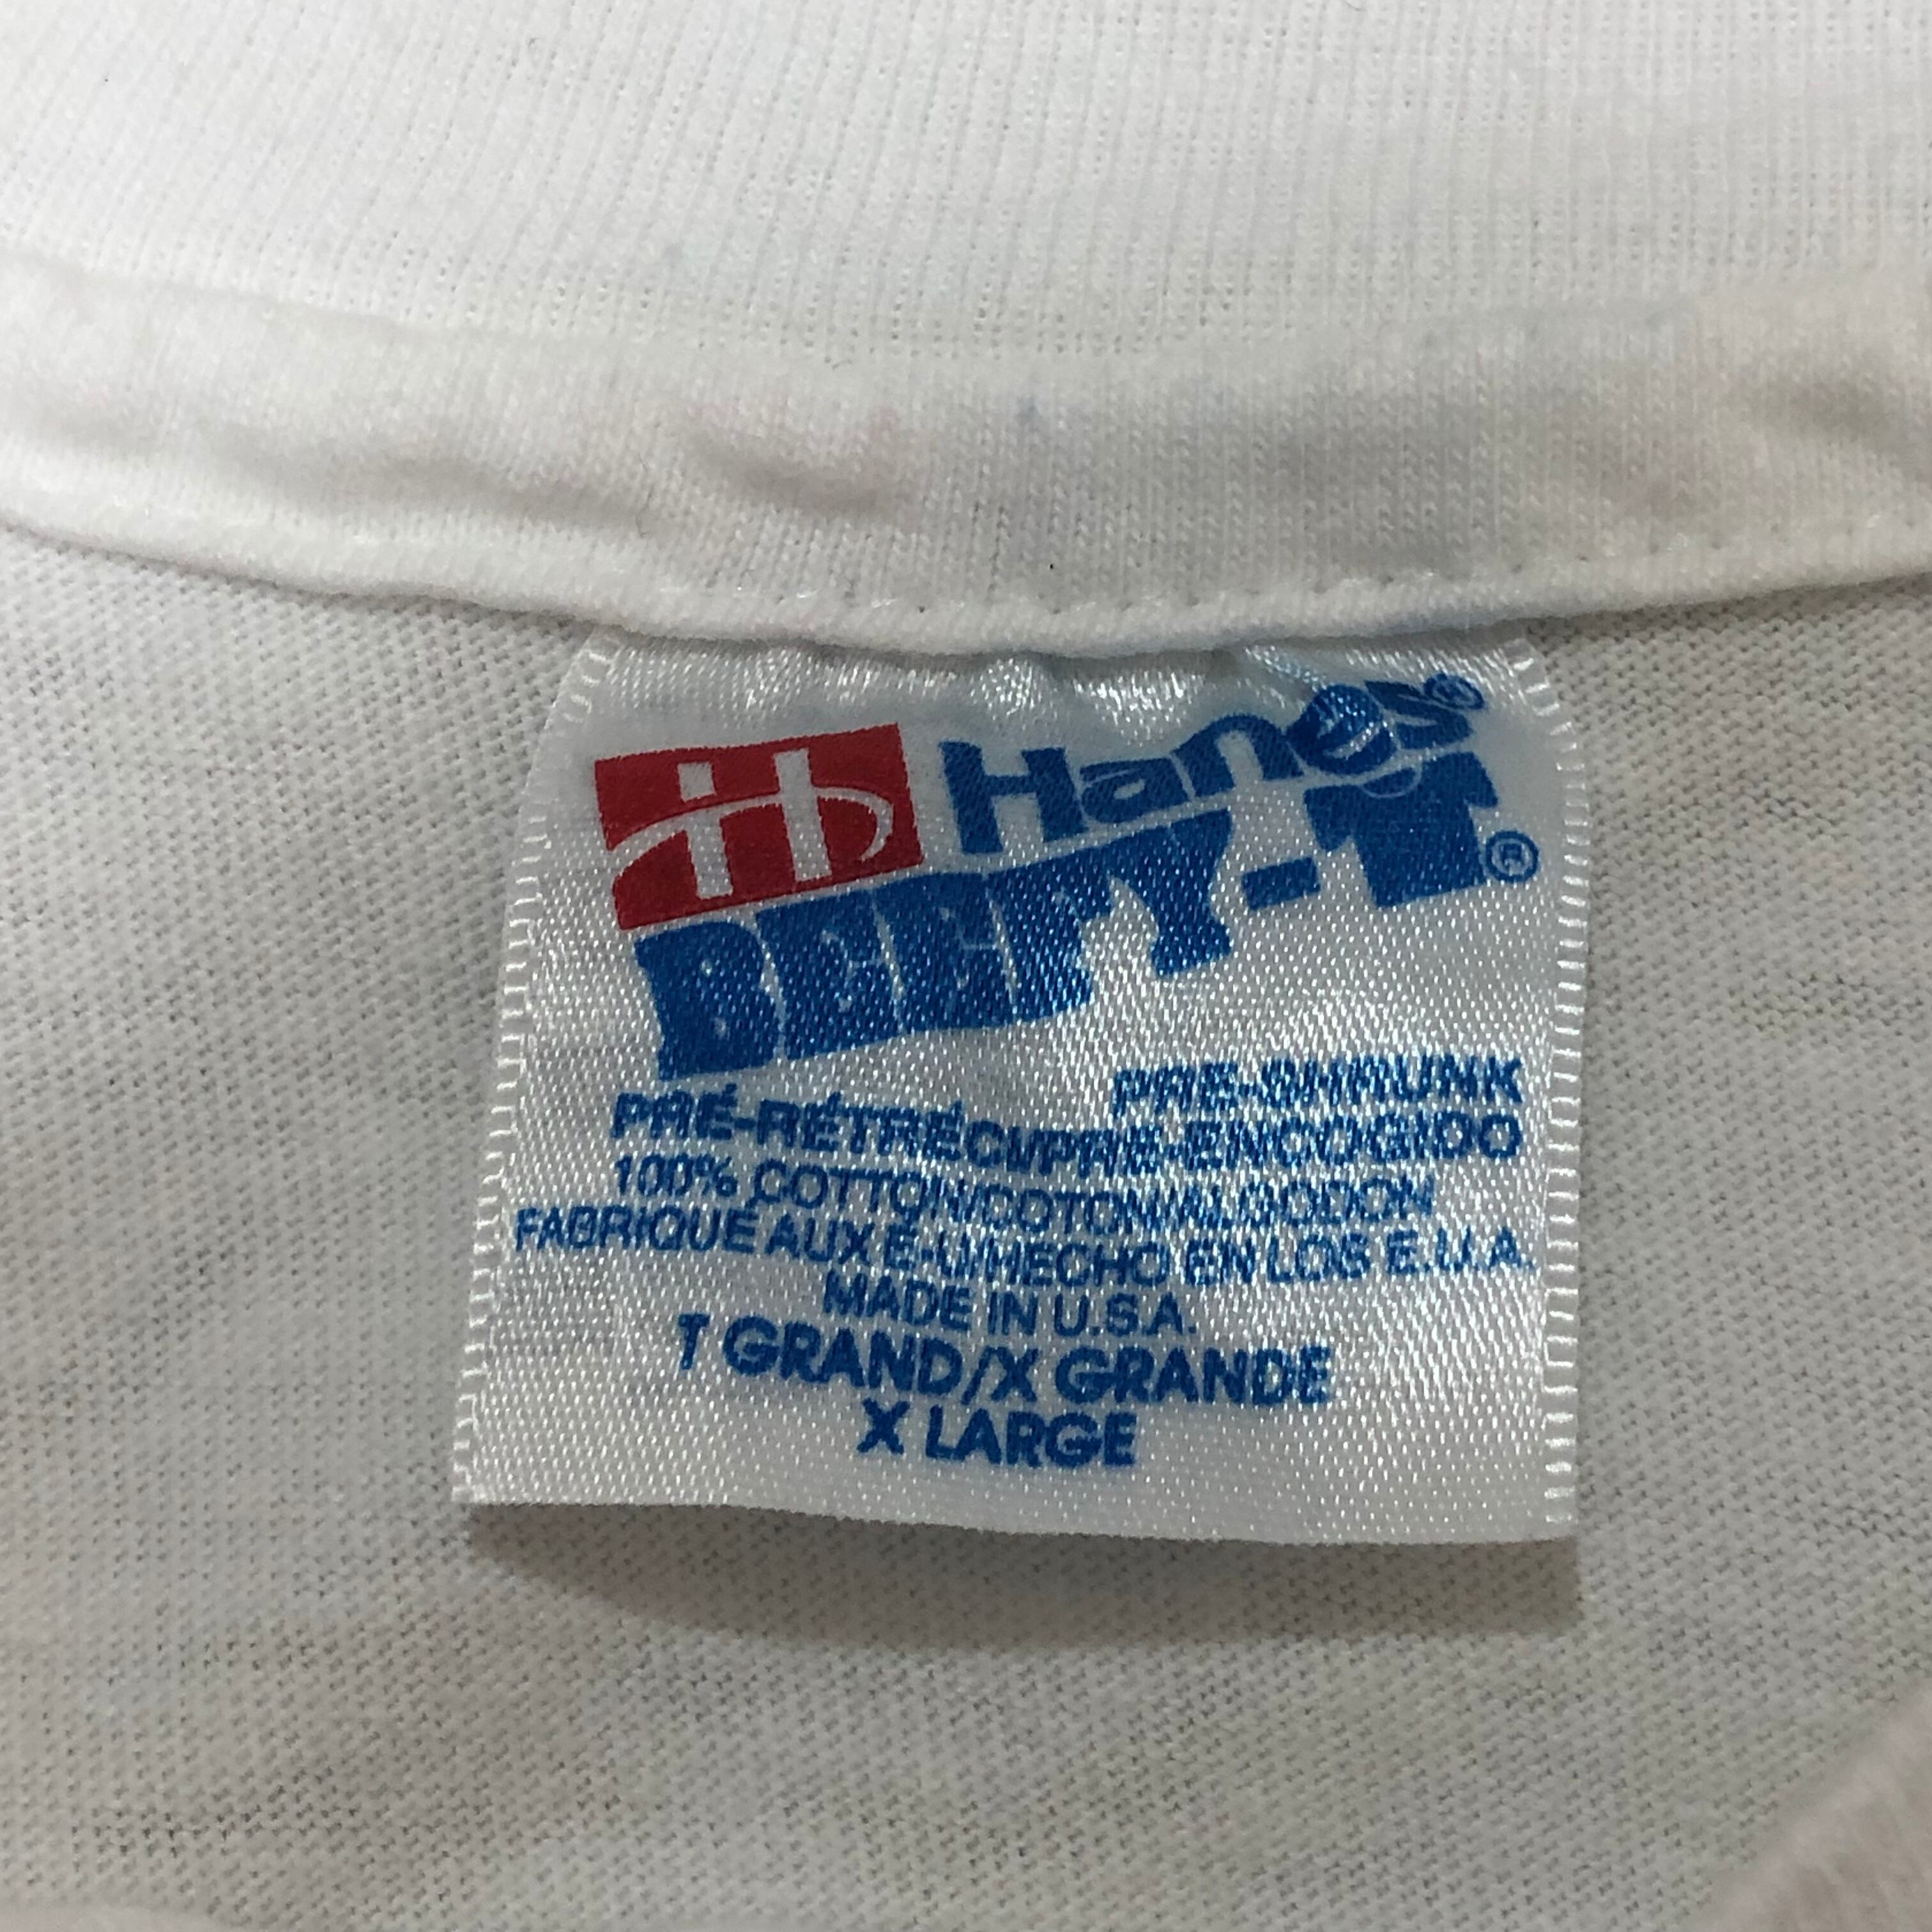 H Hanes®
BEEFY-T®
PRE-SHRUNK
PRÉ-RÉTRÉCI/PRE-ENCOGIDO
100% COTTON/COTON/ALGODON
FABRIQUÉ AUX É-U/HECHO EN LOS E.U.A.
MADE IN U.S.A.
T GRAND/X GRANDE
X LARGE